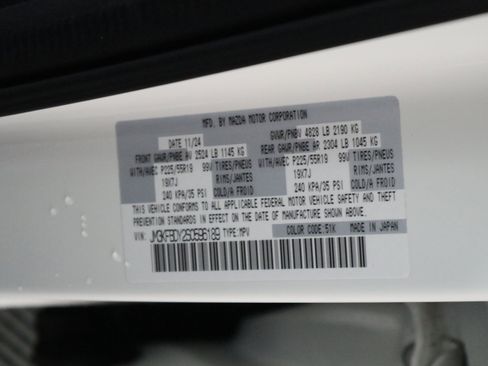 MFD. BY MAZDA MOTOR CORPORATION
DATE 11/24 GVWR/PNBV 4828 LB 2190 KG
FRONT GAWR/PNBE AV 2524 LB 1145 KG REAR GAWR/PNBE AR 2304 LB 1045 KG
WITH/AVEC P225/55R19 99V TIRES/PNEUS WITH/AVEC P225/55R19 99V TIRES/PNEUS
19X7J RIMS/JANTES 19X7J RIMS/JANTES
240 KPA/35 PSI COLD/A FROID 240 KPA/35 PSI COLD/A FROID
THIS VEHICLE CONFORMS TO ALL APPLICABLE FEDERAL MOTOR VEHICLE SAFETY AND THEFT
PREVENTION STANDARDS IN EFFECT ON THE DATE OF MANUFACTURE SHOWN ABOVE.
VIN: JM3KFBDY2S0596189 TYPE:MPV COLOR CODE:51K MADE IN JAPAN